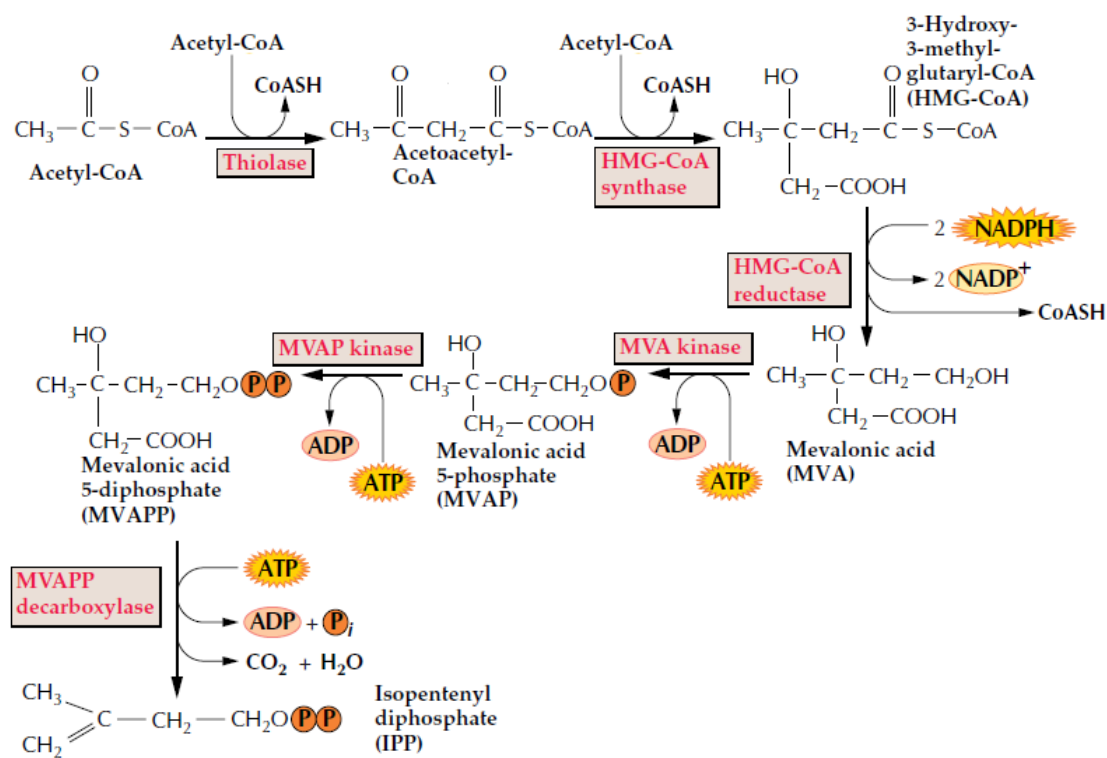 Acetyl-CoA
CoASH
O
CH₃–C–S–CoA
Acetyl-CoA
Thiolase
O O
CH₃–C–CH₂–C–S–CoA
Acetoacetyl-
CoA
Acetyl-CoA
CoASH
HMG-CoA
synthase
3-Hydroxy-
3-methyl-
glutaryl-CoA
(HMG-CoA)
HO O
CH₃–C–CH₂–C–S–CoA
CH₂–COOH
HMG-CoA
reductase
2 NADPH
2 NADP+
CoASH
HO
CH₃–C–CH₂–CH₂OH
CH₂–COOH
Mevalonic acid
(MVA)
MVA kinase
ADP
ATP
HO
CH₃–C–CH₂–CH₂O P
CH₂–COOH
Mevalonic acid
5-phosphate
(MVAP)
MVAP kinase
ADP
ATP
HO
CH₃–C–CH₂–CH₂O P P
CH₂–COOH
Mevalonic acid
5-diphosphate
(MVAPP)
MVAPP
decarboxylase
ATP
ADP + Pi
CO₂ + H₂O
CH₃
C–CH₂–CH₂O P P
CH₂
Isopentenyl
diphosphate
(IPP)